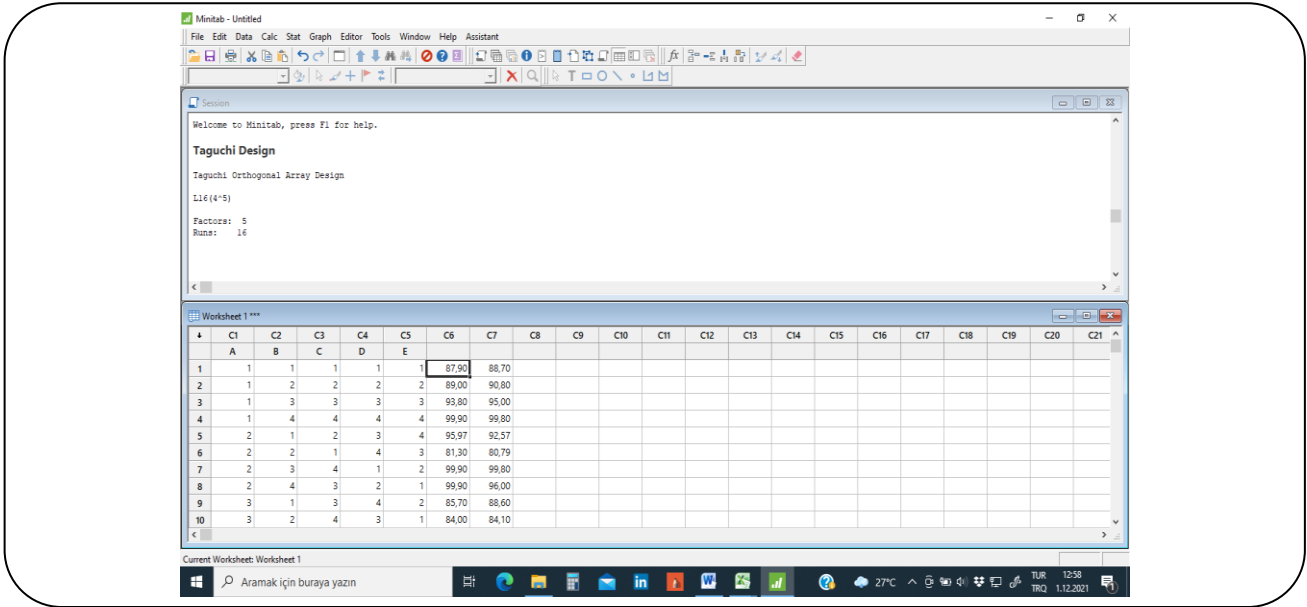 Minitab - Untitled
File Edit Data Calc Stat Graph Editor Tools Window Help Assistant
Session
Welcome to Minitab, press F1 for help.
Taguchi Design
Taguchi Orthogonal Array Design
L16(4^5)
Factors: 5
Runs: 16
Worksheet 1 ***
C1 C2 C3 C4 C5 C6 C7 C8 C9 C10 C11 C12 C13 C14 C15 C16 C17 C18 C19 C20 C21
A B C D E
1 1 1 1 1 1 87,90 88,70
2 1 2 2 2 2 89,00 90,80
3 1 3 3 3 3 93,80 95,00
4 1 4 4 4 4 99,90 99,80
5 2 1 2 3 4 95,97 92,57
6 2 2 1 4 3 81,30 80,79
7 2 3 4 1 2 99,90 99,80
8 2 4 3 2 1 99,90 96,00
9 3 1 3 4 2 85,70 88,60
10 3 2 4 3 1 84,00 84,10
Current Worksheet: Worksheet 1
Aramak için buraya yazın
27°C
TUR 12:58
TRQ 1.12.2021